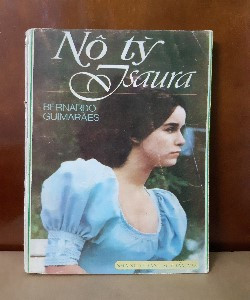 Nô tỳ
Isaura
BERNARDO
GUIMARÃES